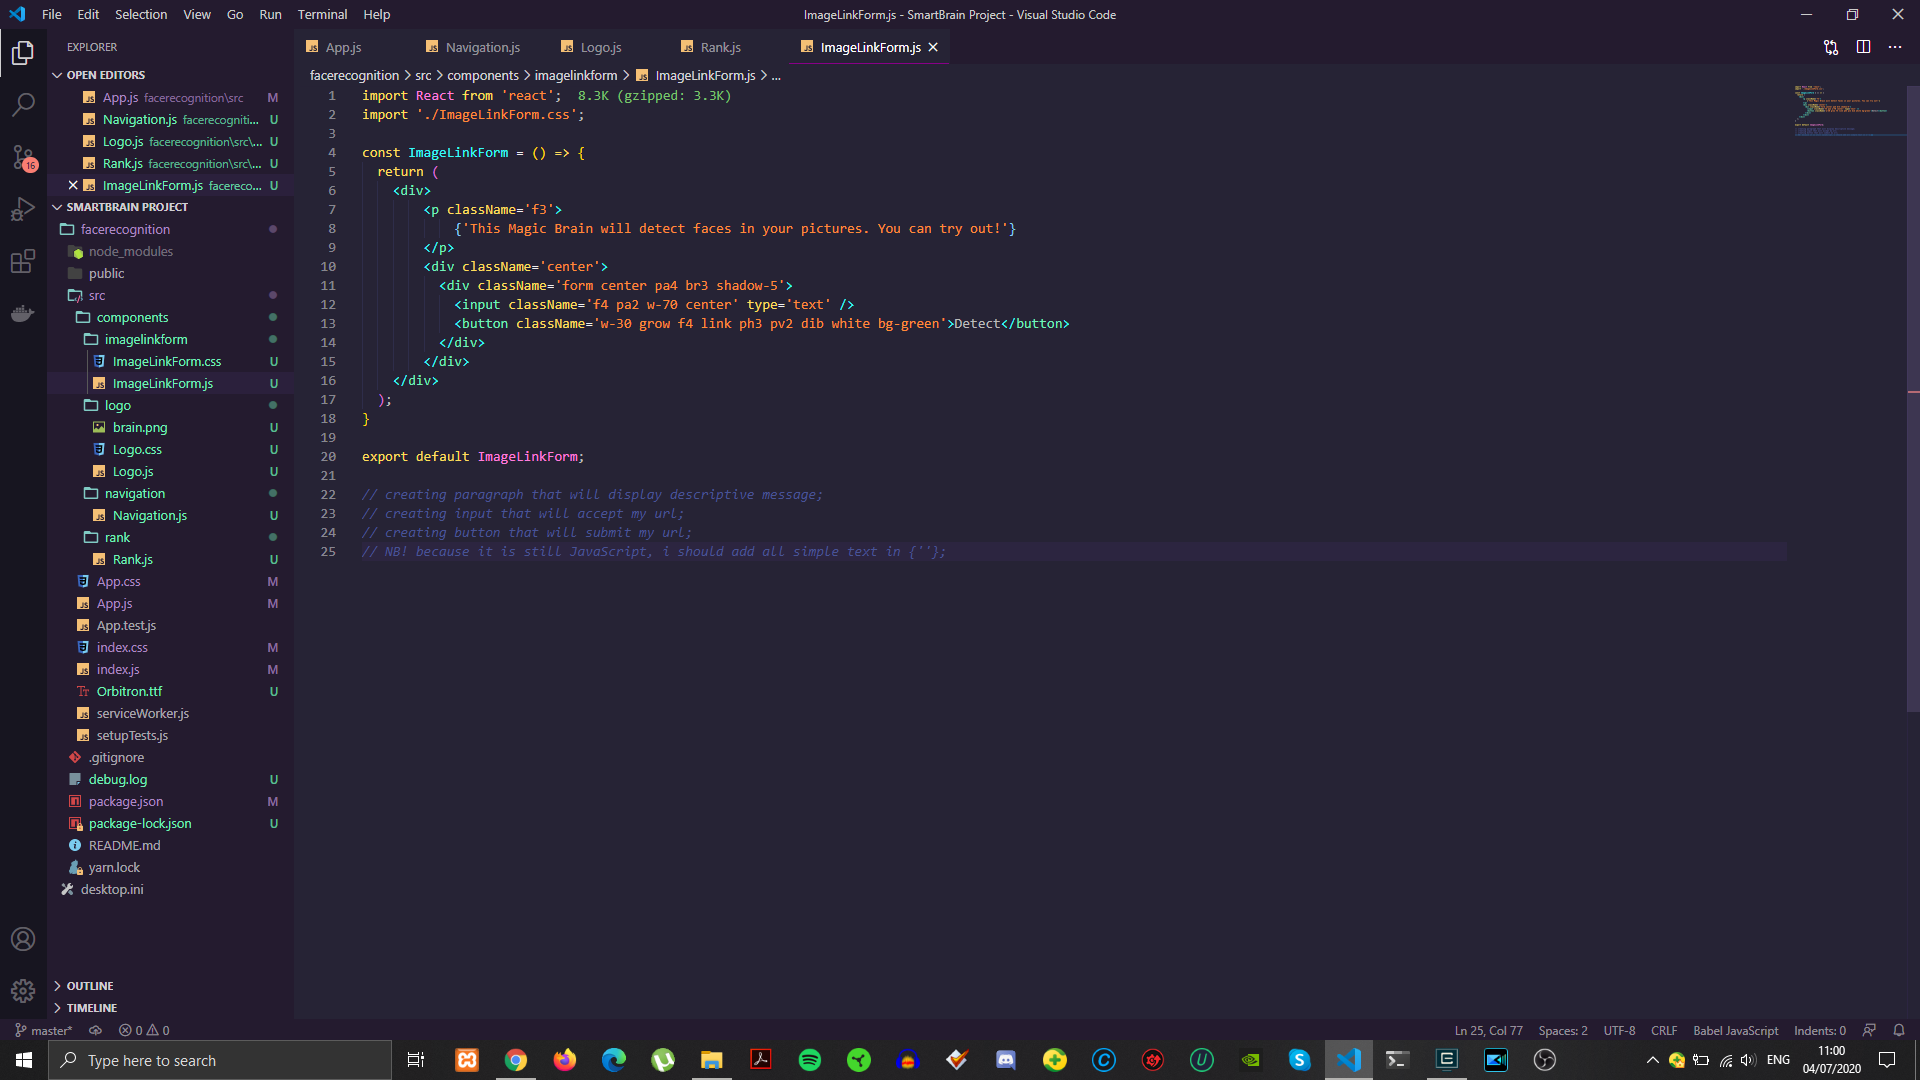 File Edit Selection View Go Run Terminal Help
ImageLinkForm.js - SmartBrain Project - Visual Studio Code
EXPLORER
OPEN EDITORS
App.js facerecognition\src M
Navigation.js facerecogniti... U
Logo.js facerecognition\src\... U
Rank.js facerecognition\src\... U
ImageLinkForm.js facereco... U
SMARTBRAIN PROJECT
facerecognition
node_modules
public
src
components
imagelinkform
ImageLinkForm.css U
ImageLinkForm.js U
logo
brain.png U
Logo.css U
Logo.js U
navigation
Navigation.js U
rank
Rank.js U
App.css M
App.js M
App.test.js
index.css M
index.js M
Orbitron.ttf U
serviceWorker.js
setupTests.js
.gitignore
debug.log U
package.json M
package-lock.json U
README.md
yarn.lock
desktop.ini
OUTLINE
TIMELINE
16
App.js Navigation.js Logo.js Rank.js ImageLinkForm.js
facerecognition > src > components > imagelinkform > ImageLinkForm.js > ...
1 import React from 'react'; 8.3K (gzipped: 3.3K)
2 import './ImageLinkForm.css';
3
4 const ImageLinkForm = () => {
5 return (
6 <div>
7 <p className='f3'>
8 {'This Magic Brain will detect faces in your pictures. You can try out!'}
9 </p>
10 <div className='center'>
11 <div className='form center pa4 br3 shadow-5'>
12 <input className='f4 pa2 w-70 center' type='text' />
13 <button className='w-30 grow f4 link ph3 pv2 dib white bg-green'>Detect</button>
14 </div>
15 </div>
16 </div>
17 );
18 }
19
20 export default ImageLinkForm;
21
22 // creating paragraph that will display descriptive message;
23 // creating input that will accept my url;
24 // creating button that will submit my url;
25 // NB! because it is still JavaScript, i should add all simple text in {''};
master* 0 0
Ln 25, Col 77 Spaces: 2 UTF-8 CRLF Babel JavaScript Indents: 0
Type here to search
ENG
11:00
04/07/2020